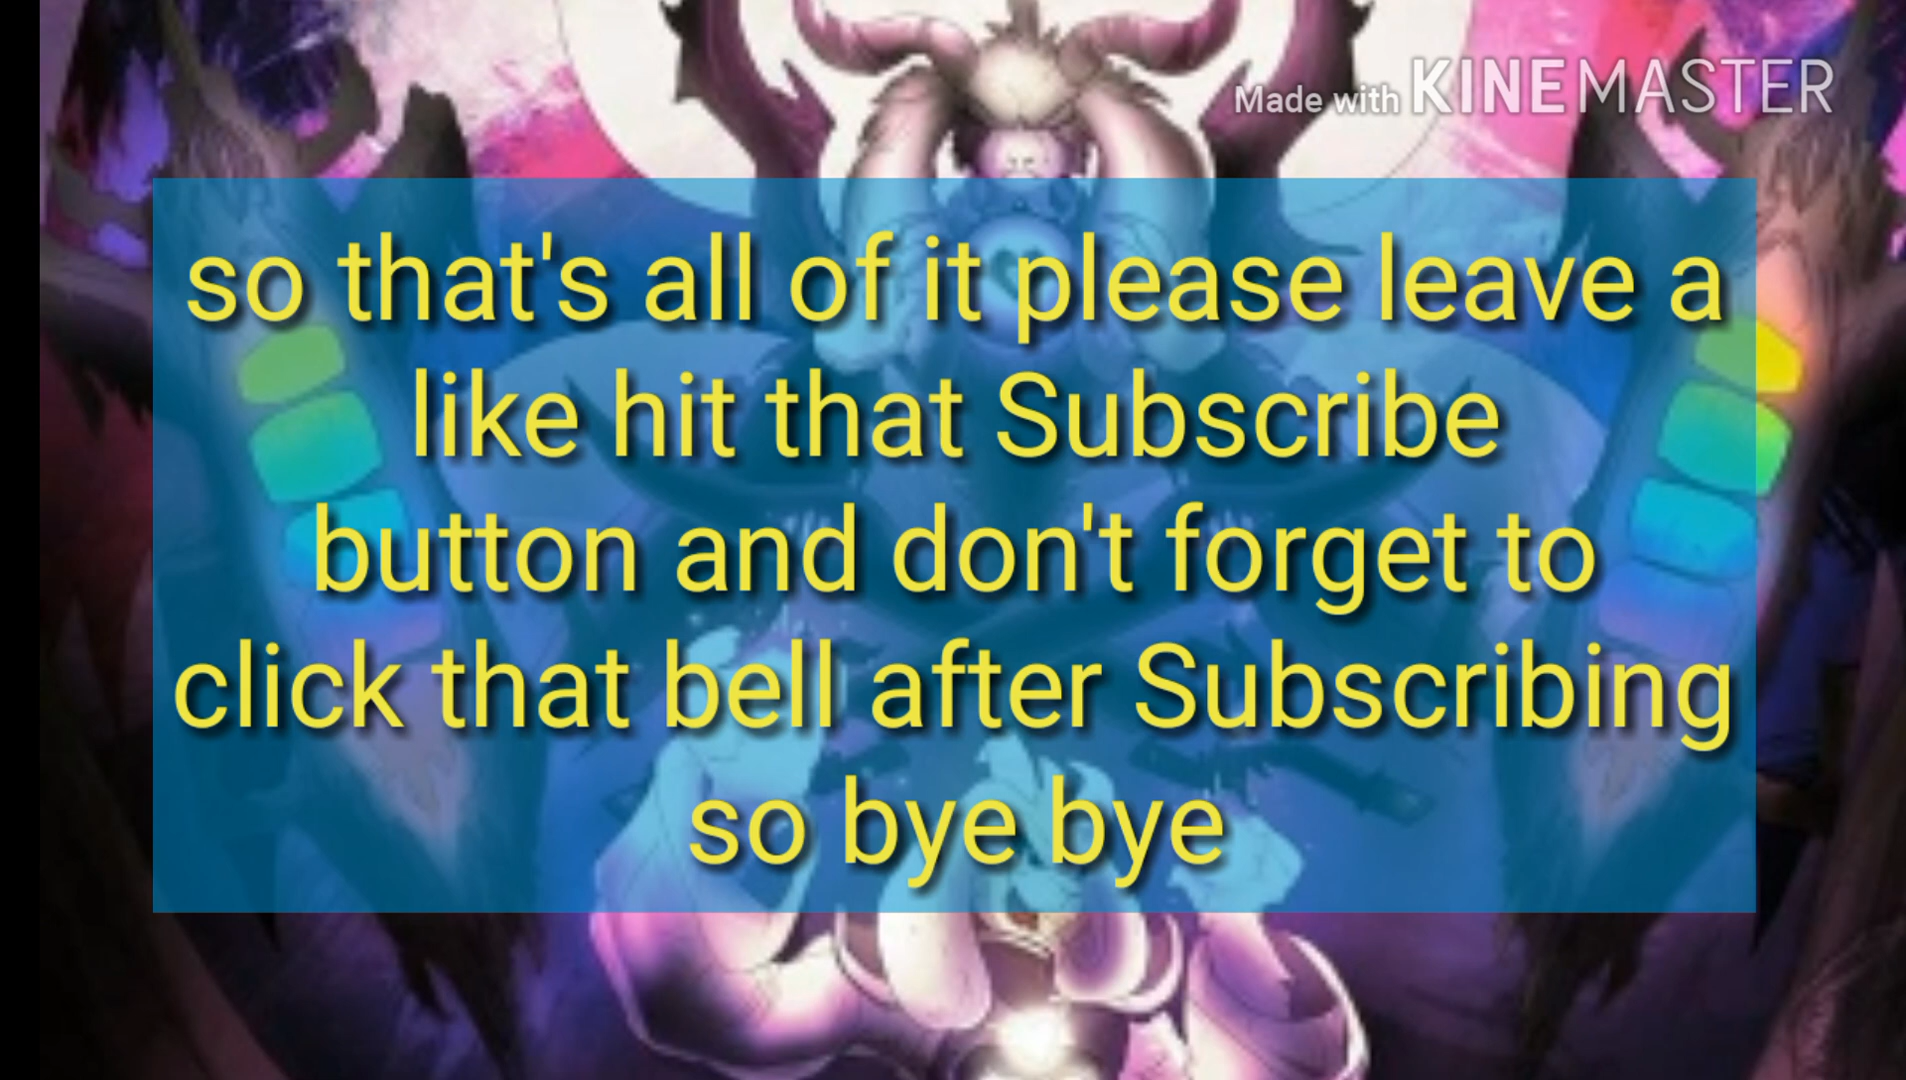 Made with KINEMASTER
so that's all of it please leave a
like hit that Subscribe
button and don't forget to
click that bell after Subscribing
so bye bye